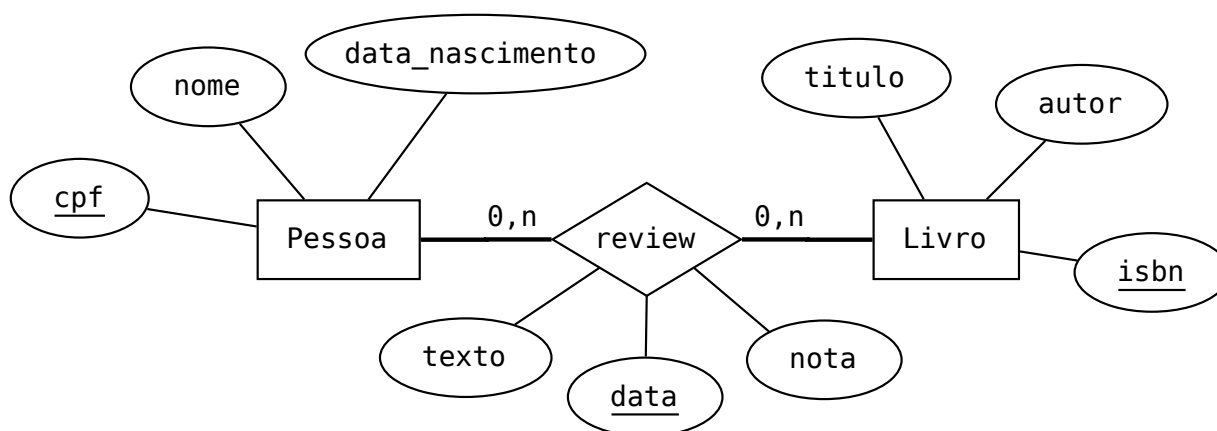 data_nascimento
nome
titulo
autor
cpf
Pessoa
0,n
review
0,n
Livro
isbn
texto
data
nota